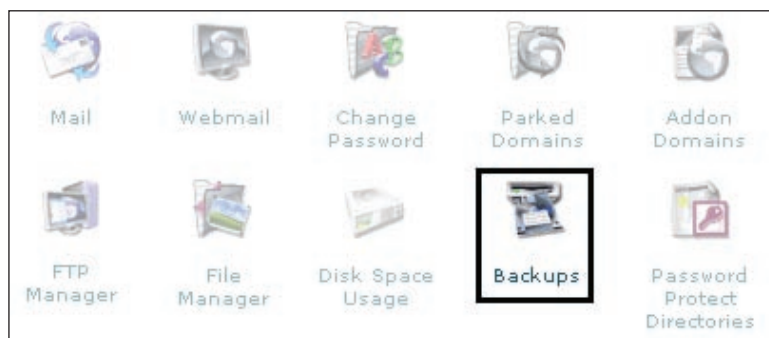 Mail
Webmail
Change
Password
Parked
Domains
Addon
Domains
FTP
Manager
File
Manager
Disk Space
Usage
Backups
Password
Protect
Directories